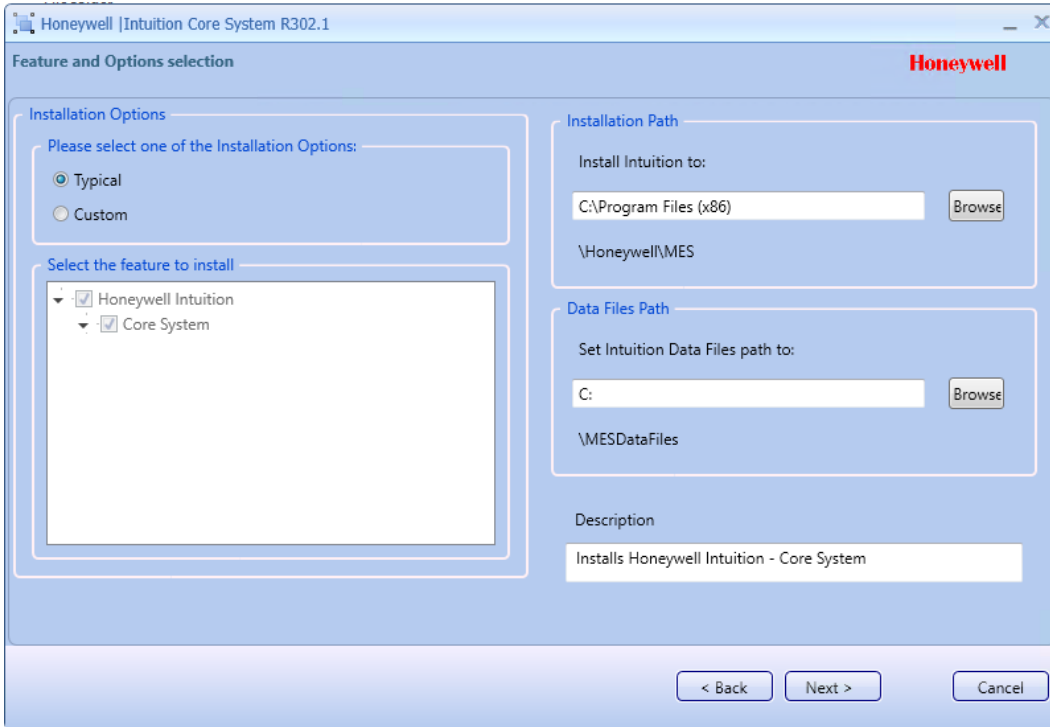 Honeywell |Intuition Core System R302.1
Feature and Options selection
Honeywell
Installation Options
Please select one of the Installation Options:
Typical
Custom
Select the feature to install
Honeywell Intuition
Core System
Installation Path
Install Intuition to:
C:\Program Files (x86)
Browse
\Honeywell\MES
Data Files Path
Set Intuition Data Files path to:
C:
Browse
\MESDataFiles
Description
Installs Honeywell Intuition - Core System
< Back
Next >
Cancel